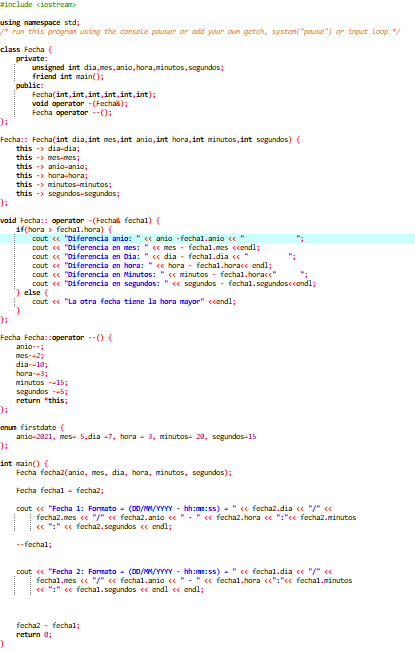 #include <iostream>
using namespace std;
/* run this program using the console pauser or add your own getch, system("pause") or input loop */
class Fecha {
private:
unsigned int dia,mes,anio,hora,minutos,segundos;
friend int main();
public:
Fecha(int,int,int,int,int,int);
void operator -(Fecha&);
Fecha operator --();
};
Fecha:: Fecha(int dia,int mes,int anio,int hora,int minutos,int segundos) {
this -> dia=dia;
this -> mes=mes;
this -> anio=anio;
this -> hora=hora;
this -> minutos=minutos;
this -> segundos=segundos;
};
void Fecha:: operator -(Fecha& fecha1) {
if(hora > fecha1.hora) {
cout << "Diferencia anio: " << anio -fecha1.anio << "             ";
cout << "Diferencia en mes: " << mes - fecha1.mes <<endl;
cout << "Diferencia en Dia: " << dia - fecha1.dia << "          ";
cout << "Diferencia en hora: " << hora - fecha1.hora<< endl;
cout << "Diferencia en Minutos: " << minutos - fecha1.hora<<"      ";
cout << "Diferencia en segundos: " << segundos - fecha1.segundos<<endl;
} else {
cout << "La otra fecha tiene la hora mayor" <<endl;
}
};
Fecha Fecha::operator --() {
anio--;
mes-=2;
dia-=10;
hora-=3;
minutos -=15;
segundos -=5;
return *this;
};
enum firstdate {
anio=2021, mes= 5,dia =7, hora = 3, minutos= 20, segundos=15
};
int main() {
Fecha fecha2(anio, mes, dia, hora, minutos, segundos);
Fecha fecha1 = fecha2;
cout << "Fecha 1: Formato = (DD/MM/YYYY - hh:mm:ss) = " << fecha2.dia << "/" <<
fecha2.mes << "/" << fecha2.anio << " - " << fecha2.hora << ":"<< fecha2.minutos
<< ":" << fecha2.segundos << endl;
--fecha1;
cout << "Fecha 2: Formato = (DD/MM/YYYY - hh:mm:ss) = " << fecha1.dia << "/" <<
fecha1.mes << "/" << fecha1.anio << " - " << fecha1.hora <<":"<< fecha1.minutos
<< ":" << fecha1.segundos << endl << endl;
fecha2 - fecha1;
return 0;
}